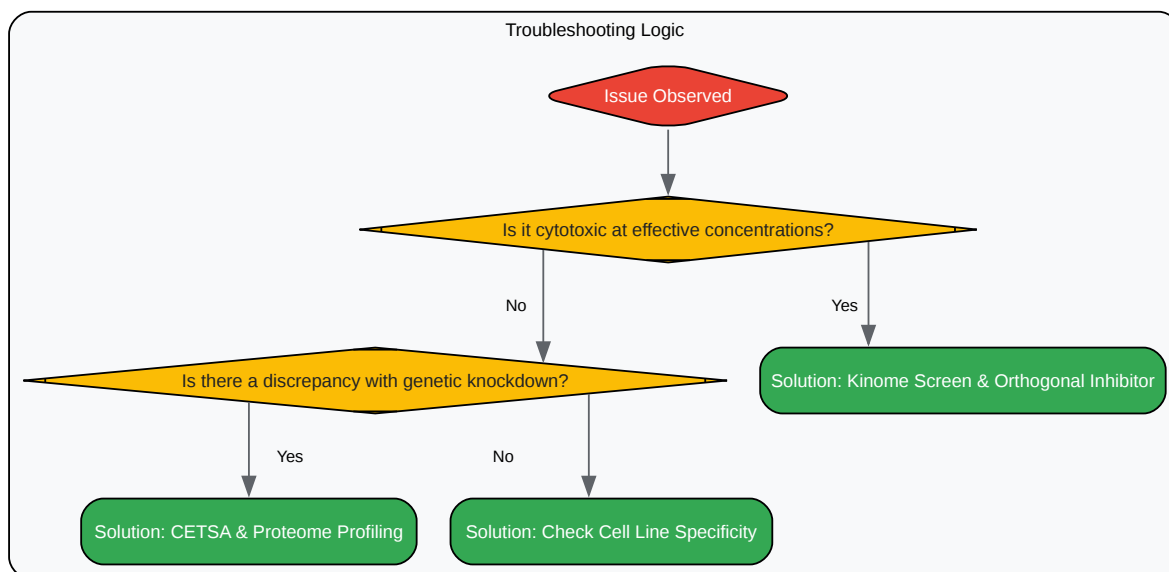 Troubleshooting Logic
Issue Observed
Is it cytotoxic at effective concentrations?
No
Yes
Is there a discrepancy with genetic knockdown?
Solution: Kinome Screen & Orthogonal Inhibitor
Yes
No
Solution: CETSA & Proteome Profiling
Solution: Check Cell Line Specificity